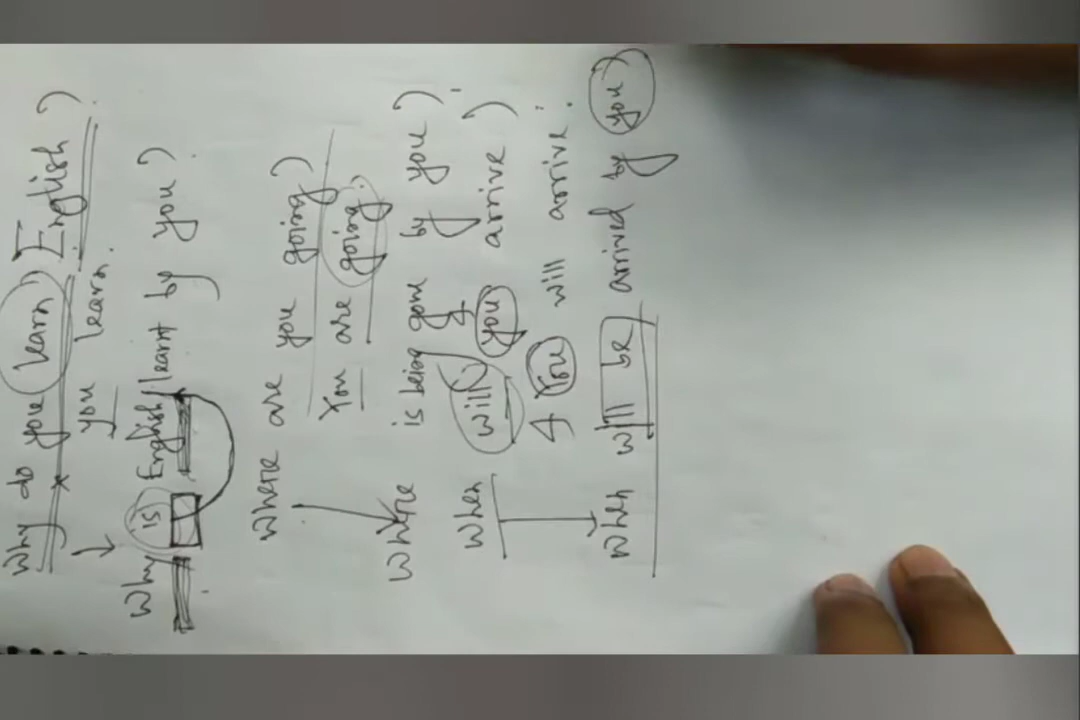 Why do you learn English?
you learn.
Why is English learnt by you?
Where are you going?
You are going.
Where is being gone by you?
When will you arrive?
You will arrive.
When will be arrived by you